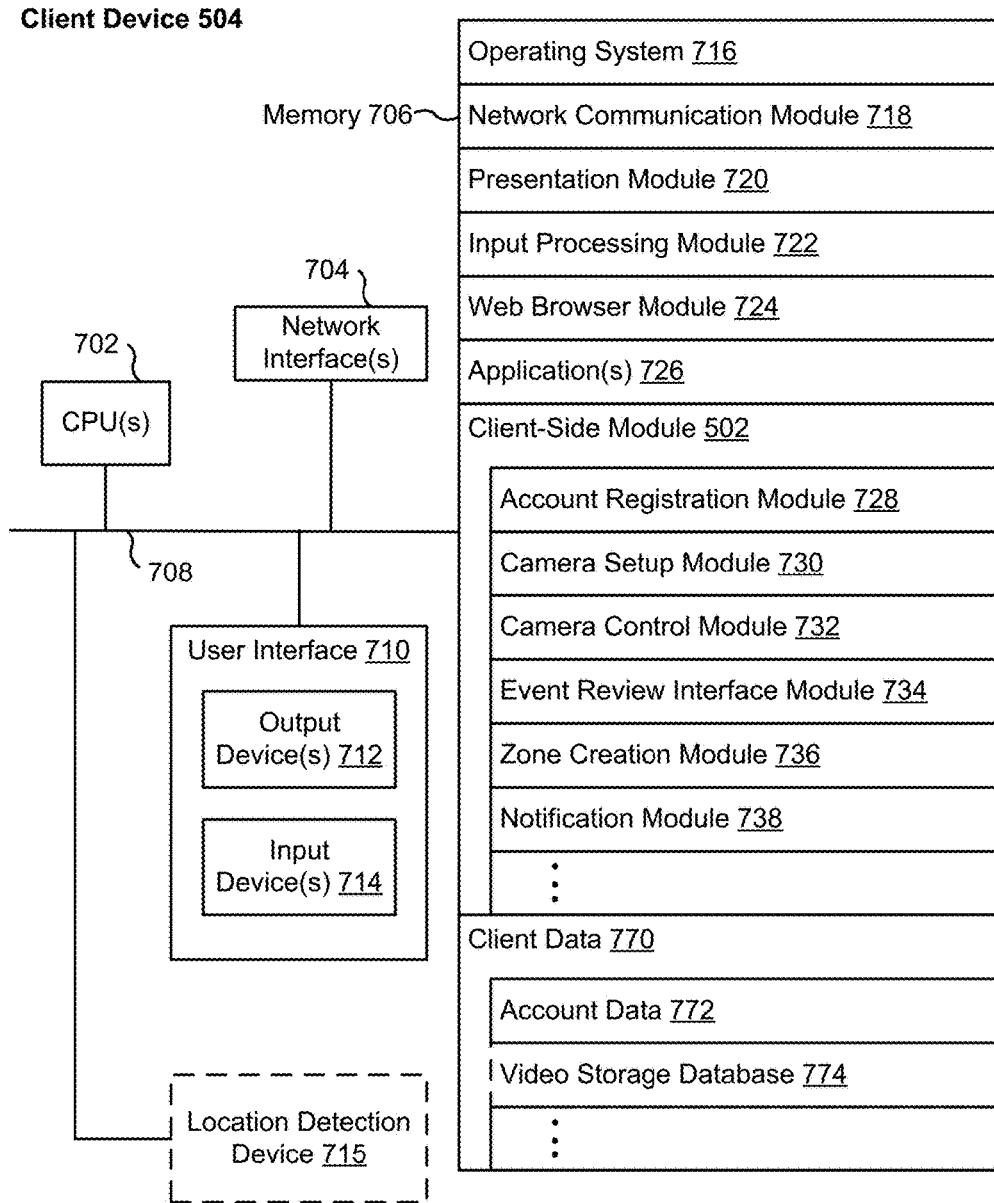 Client Device 504
Operating System 716
Memory 706
Network Communication Module 718
Presentation Module 720
Input Processing Module 722
Web Browser Module 724
Application(s) 726
704
Network
Interface(s)
702
CPU(s)
708
Client-Side Module 502
Account Registration Module 728
Camera Setup Module 730
Camera Control Module 732
Event Review Interface Module 734
Zone Creation Module 736
Notification Module 738
User Interface 710
Output
Device(s) 712
Input
Device(s) 714
Client Data 770
Account Data 772
Video Storage Database 774
Location Detection
Device 715